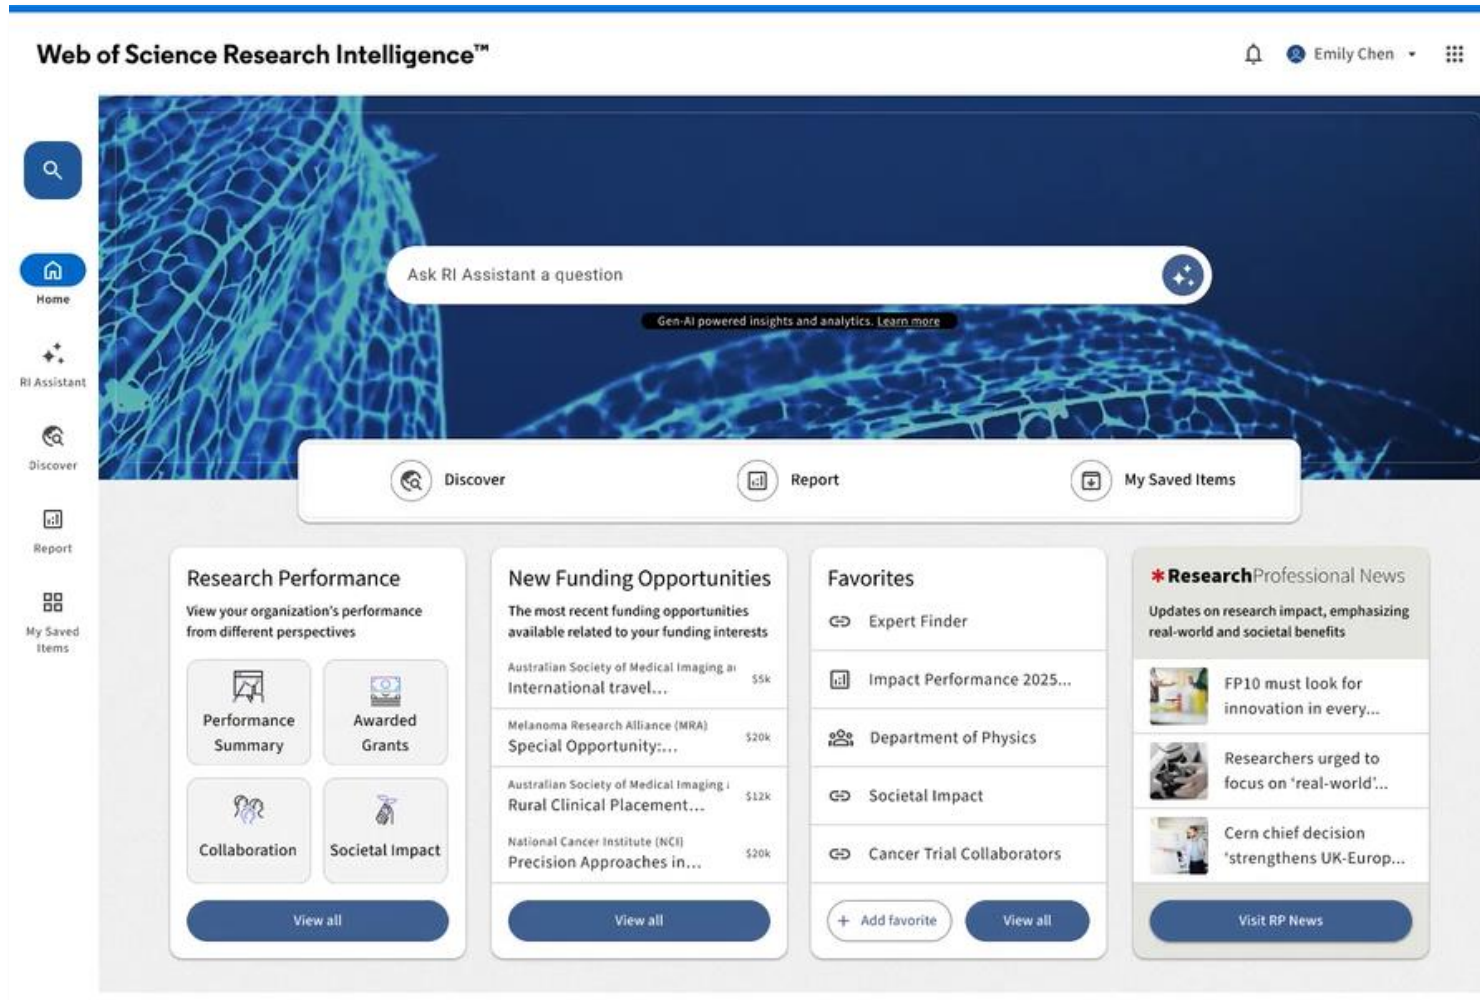 Web of Science Research Intelligence™
Emily Chen
Home
RI Assistant
Discover
Report
My Saved
Items
Ask RI Assistant a question
Gen-AI powered insights and analytics. Learn more
Discover
Report
My Saved Items
Research Performance
View your organization's performance
from different perspectives
Performance
Summary
Awarded
Grants
Collaboration
Societal Impact
View all
New Funding Opportunities
The most recent funding opportunities
available related to your funding interests
Australian Society of Medical Imaging
International travel...
$5k
Melanoma Research Alliance (MRA)
Special Opportunity:...
$20k
Australian Society of Medical Imaging
Rural Clinical Placement...
$12k
National Cancer Institute (NCI)
Precision Approaches in...
$20k
View all
Favorites
Expert Finder
Impact Performance 2025...
Department of Physics
Societal Impact
Cancer Trial Collaborators
+ Add favorite
View all
*ResearchProfessional News
Updates on research impact, emphasizing
real-world and societal benefits
FP10 must look for
innovation in every...
Researchers urged to
focus on 'real-world'...
Cern chief decision
'strengthens UK-Europ...
Visit RP News